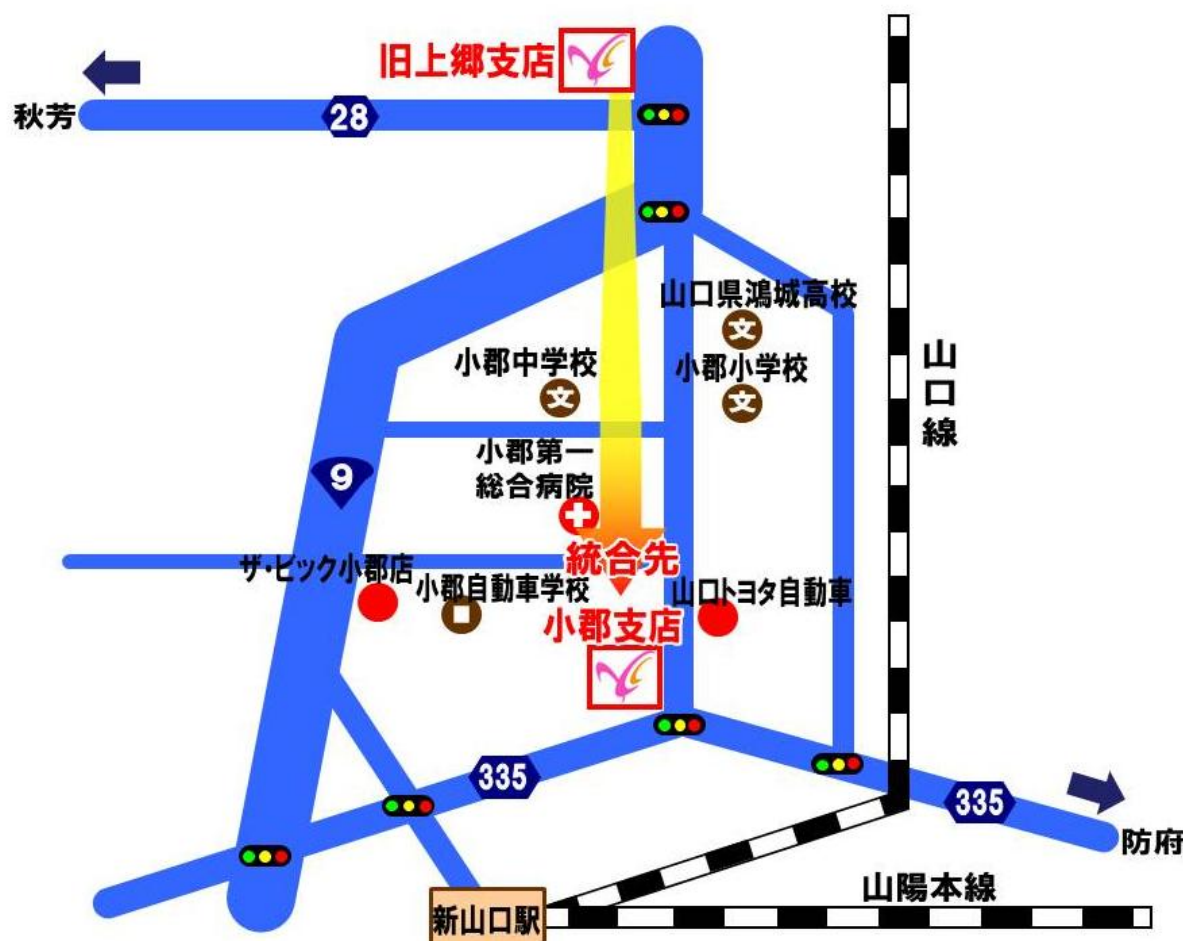 旧上郷支店
秋芳
28
山口県鴻城高校
文
小郡中学校
文
小郡小学校
文
山口線
小郡第一
総合病院
9
統合先
ザ・ビック小郡店
小郡自動車学校
山口トヨタ自動車
小郡支店
335
335
防府
山陽本線
新山口駅